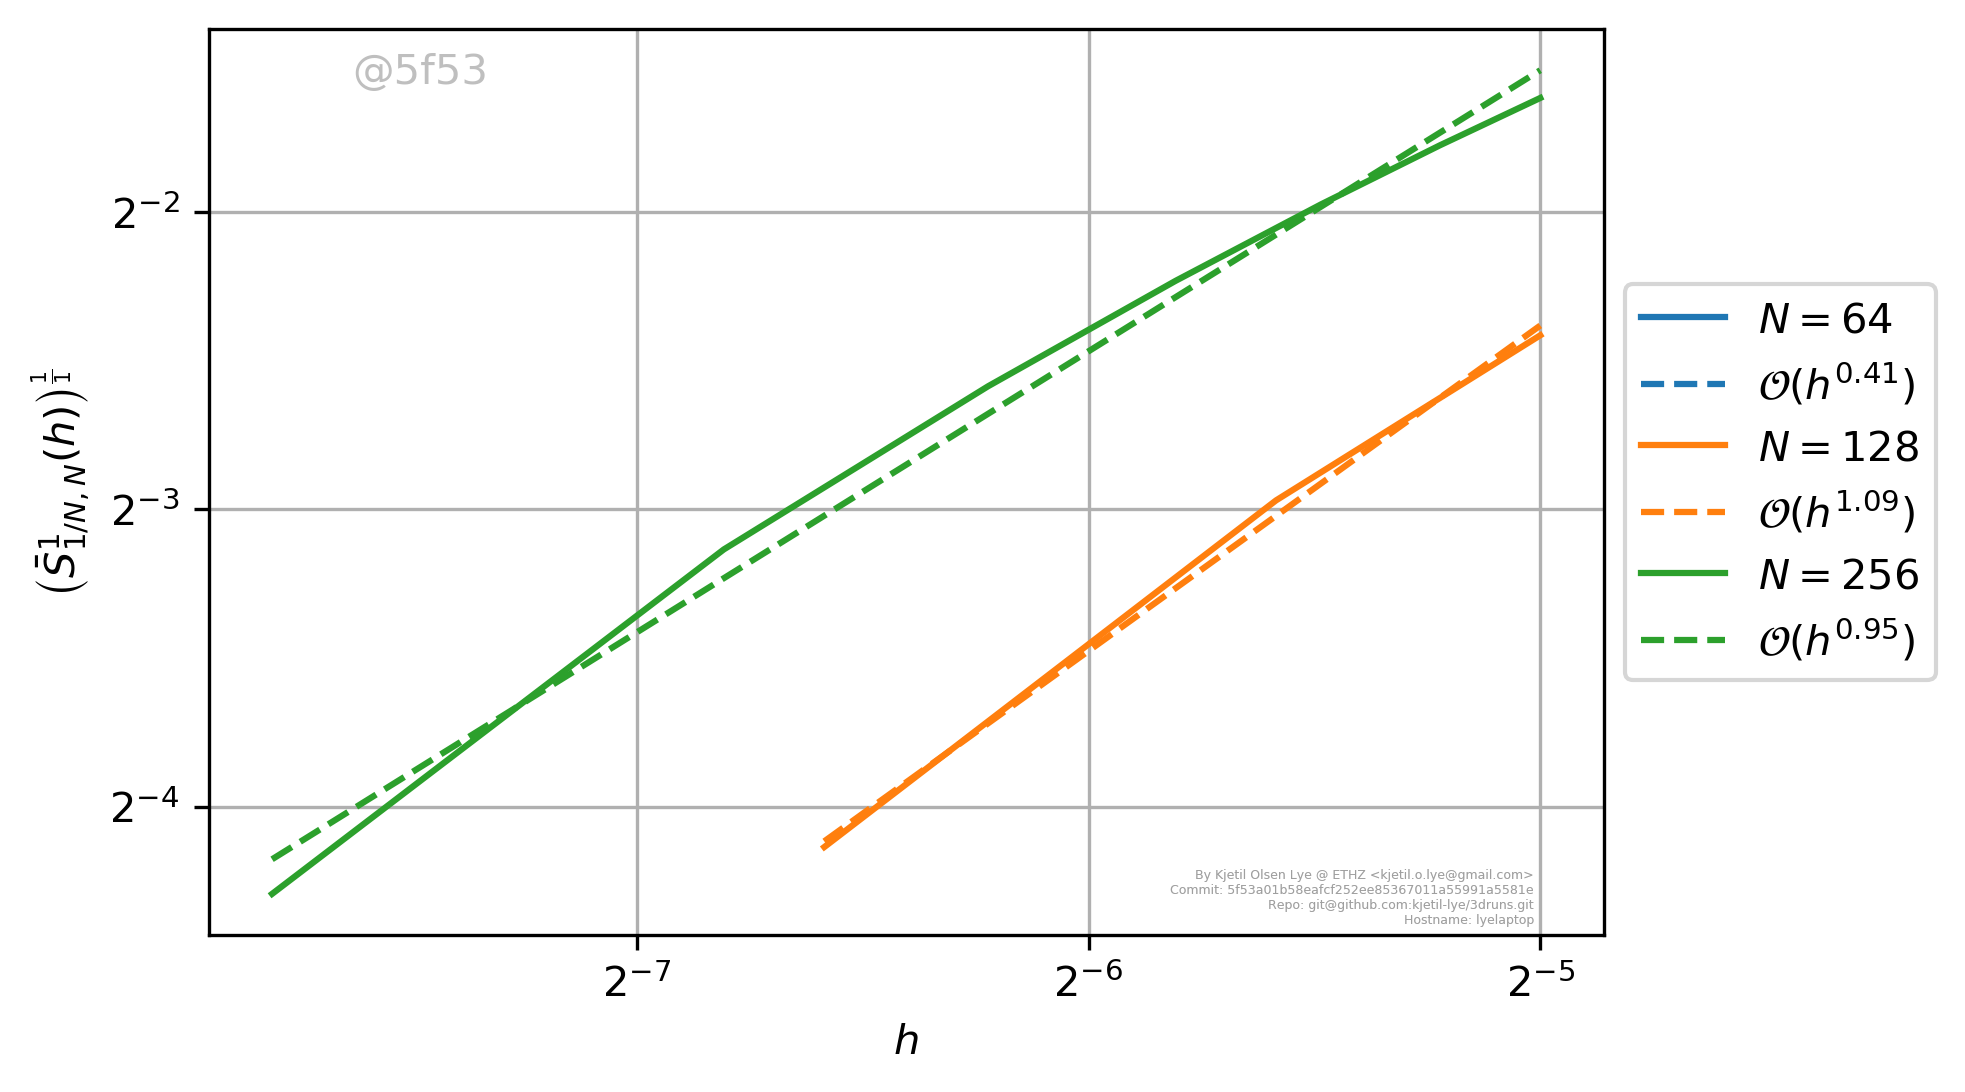 @5f53
2⁻²
2⁻³
2⁻⁴
(S̄¹₁/N, N(h))^(1/1)
2⁻⁷ 2⁻⁶ 2⁻⁵
h
N = 64
𝒪(h^0.41)
N = 128
𝒪(h^1.09)
N = 256
𝒪(h^0.95)
By Kjetil Olsen Lye @ ETHZ <kjetil.o.lye@gmail.com>
Commit: 5f53a01b58eafcf252ee85367011a55991a5581e
Repo: git@github.com:kjetil-lye/3druns.git
Hostname: lyelaptop